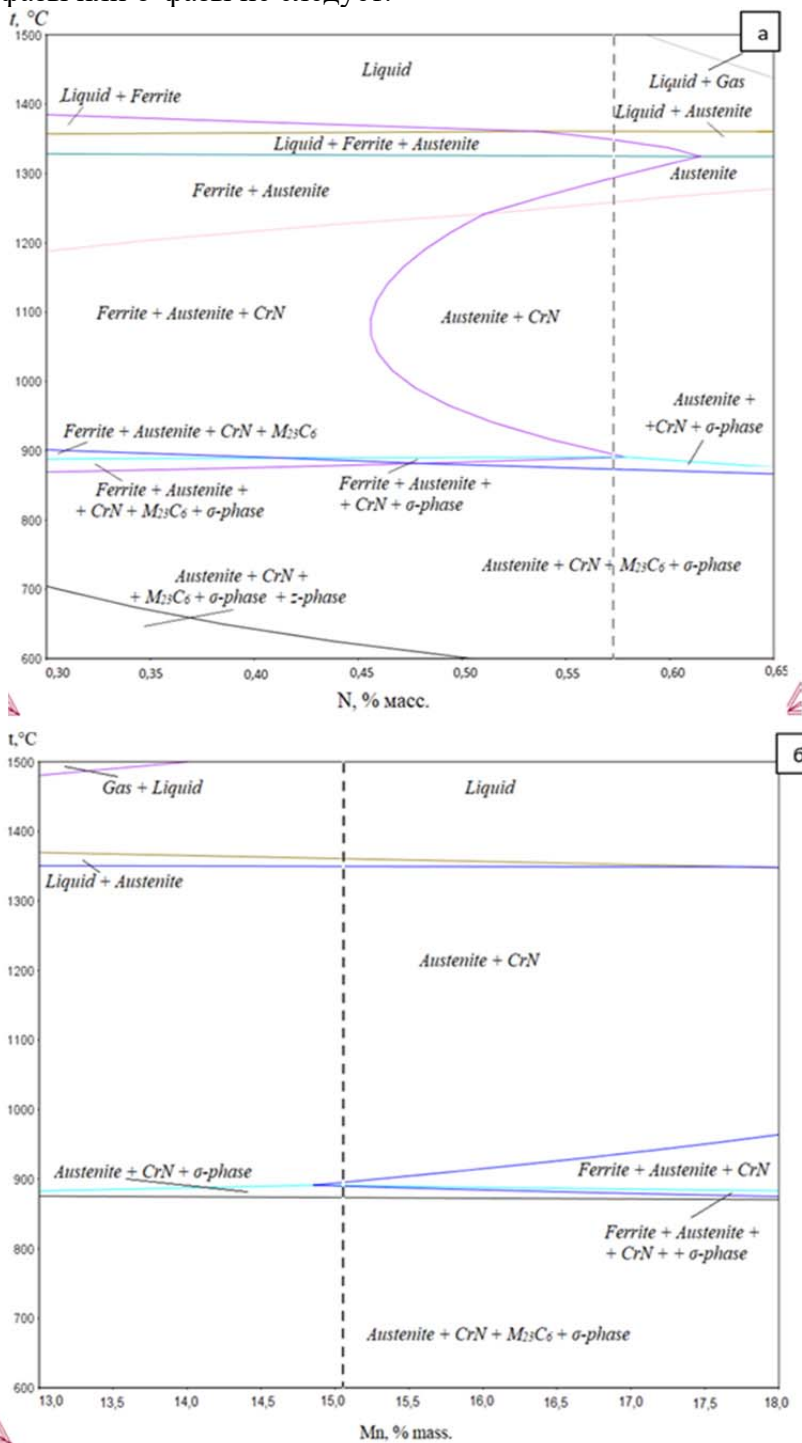 t, °C
a
1500
Liquid
Liquid + Gas
Liquid + Ferrite
1400
Liquid + Austenite
Liquid + Ferrite + Austenite
1300
Austenite
Ferrite + Austenite
1200
Ferrite + Austenite + CrN
1100
Austenite + CrN
1000
Austenite +
+CrN + σ-phase
Ferrite + Austenite + CrN + M₂₃C₆
900
Ferrite + Austenite +
+ CrN + M₂₃C₆ + σ-phase
Ferrite + Austenite +
+ CrN + σ-phase
800
Austenite + CrN + M₂₃C₆ + σ-phase
700
Austenite + CrN +
+ M₂₃C₆ + σ-phase + z-phase
600
0,30 0,35 0,40 0,45 0,50 0,55 0,60 0,65
N, % масс.
t,°C
б
1500
Gas + Liquid
Liquid
1400
Liquid + Austenite
1300
Austenite + CrN
1200
1100
1000
900
Austenite + CrN + σ-phase
Ferrite + Austenite + CrN
800
Ferrite + Austenite +
+ CrN + + σ-phase
700
Austenite + CrN + M₂₃C₆ + σ-phase
600
13,0 13,5 14,0 14,5 15,0 15,5 16,0 16,5 17,0 17,5 18,0
Mn, % mass.